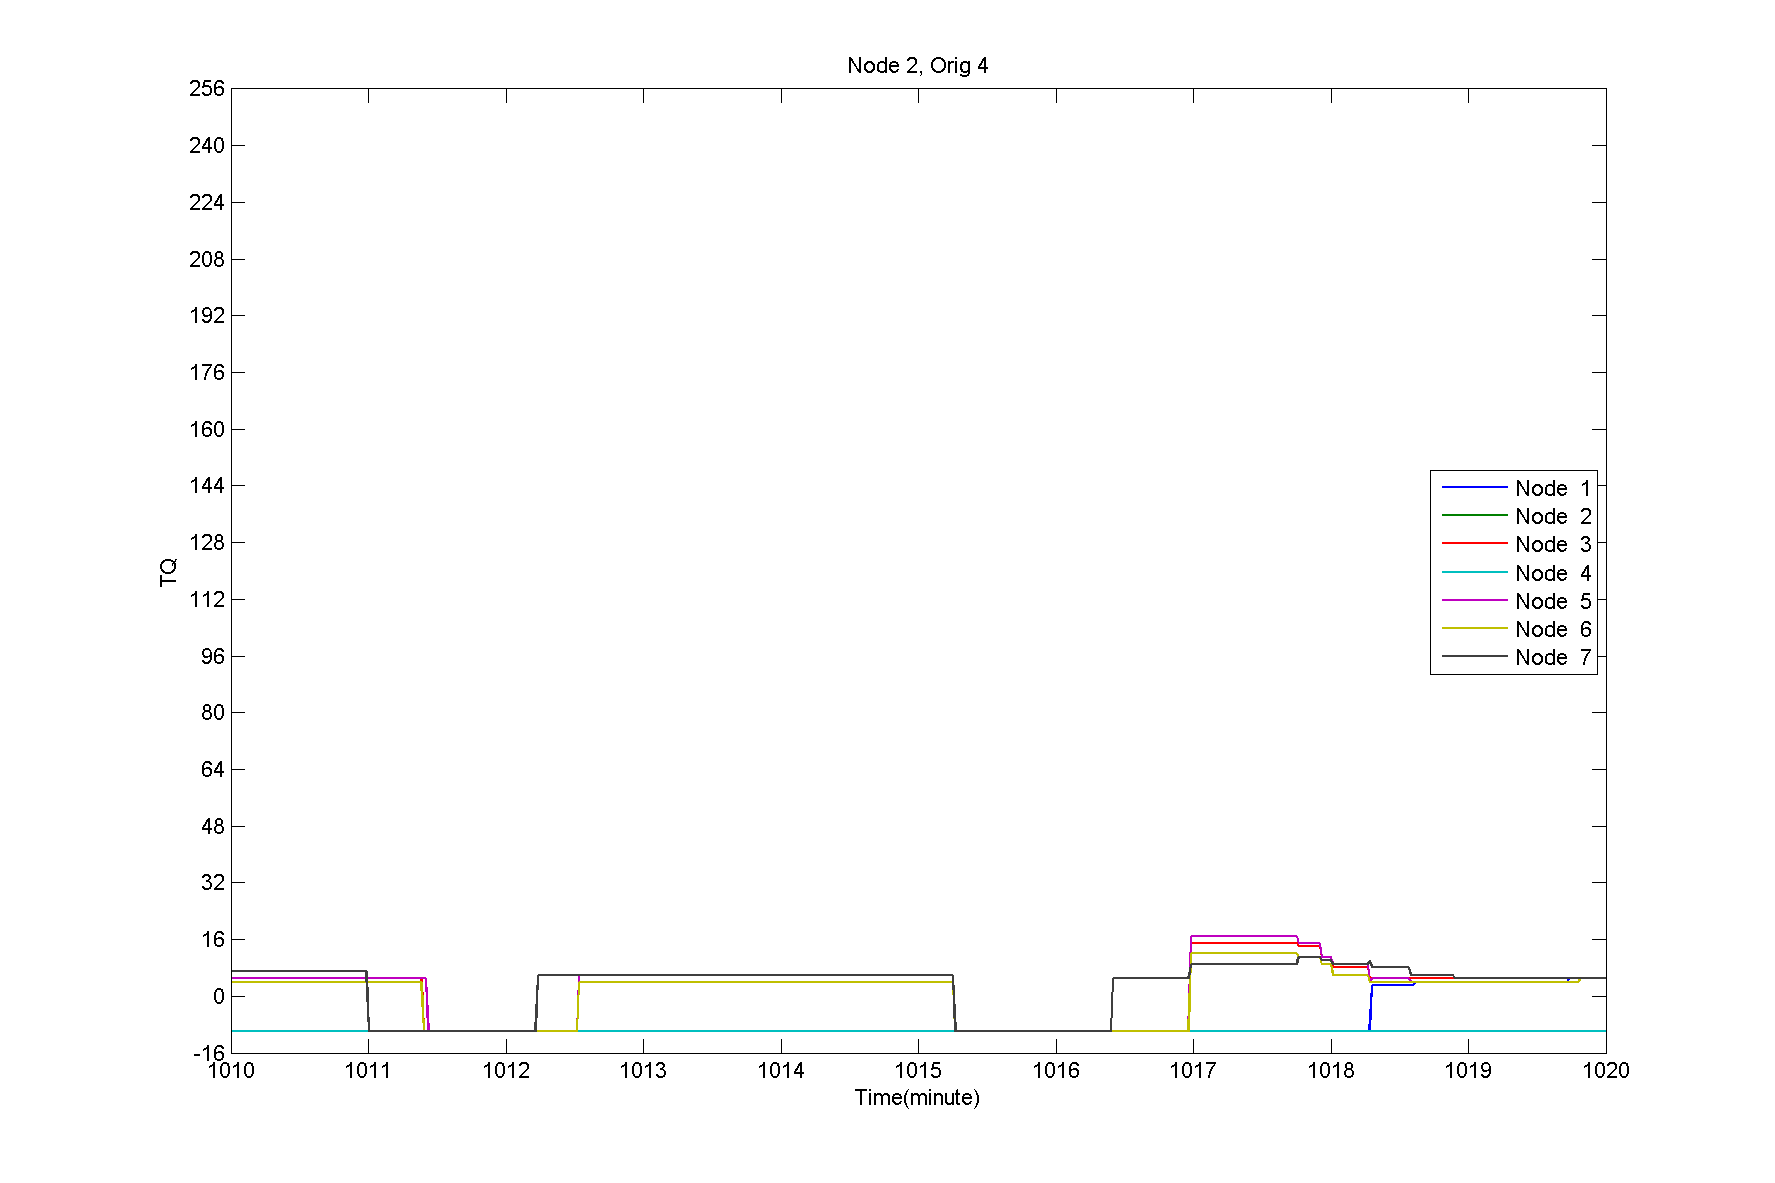 Node 2, Orig 4
256
240
224
208
192
176
160
144
128
112
96
80
64
48
32
16
0
-16
TQ
Node 1
Node 2
Node 3
Node 4
Node 5
Node 6
Node 7
1010 1011 1012 1013 1014 1015 1016 1017 1018 1019 1020
Time(minute)